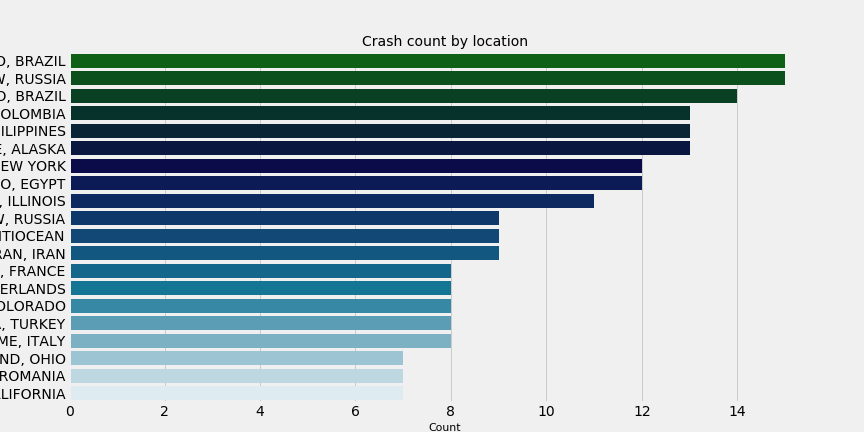 Crash count by location
O, BRAZIL
W, RUSSIA
O, BRAZIL
OLOMBIA
ILIPPINES
E, ALASKA
EW YORK
O, EGYPT
, ILLINOIS
W, RUSSIA
NTIOCEAN
RAN, IRAN
, FRANCE
ERLANDS
OLORADO
, TURKEY
ME, ITALY
ND, OHIO
ROMANIA
LIFORNIA
0 2 4 6 8 10 12 14
Count